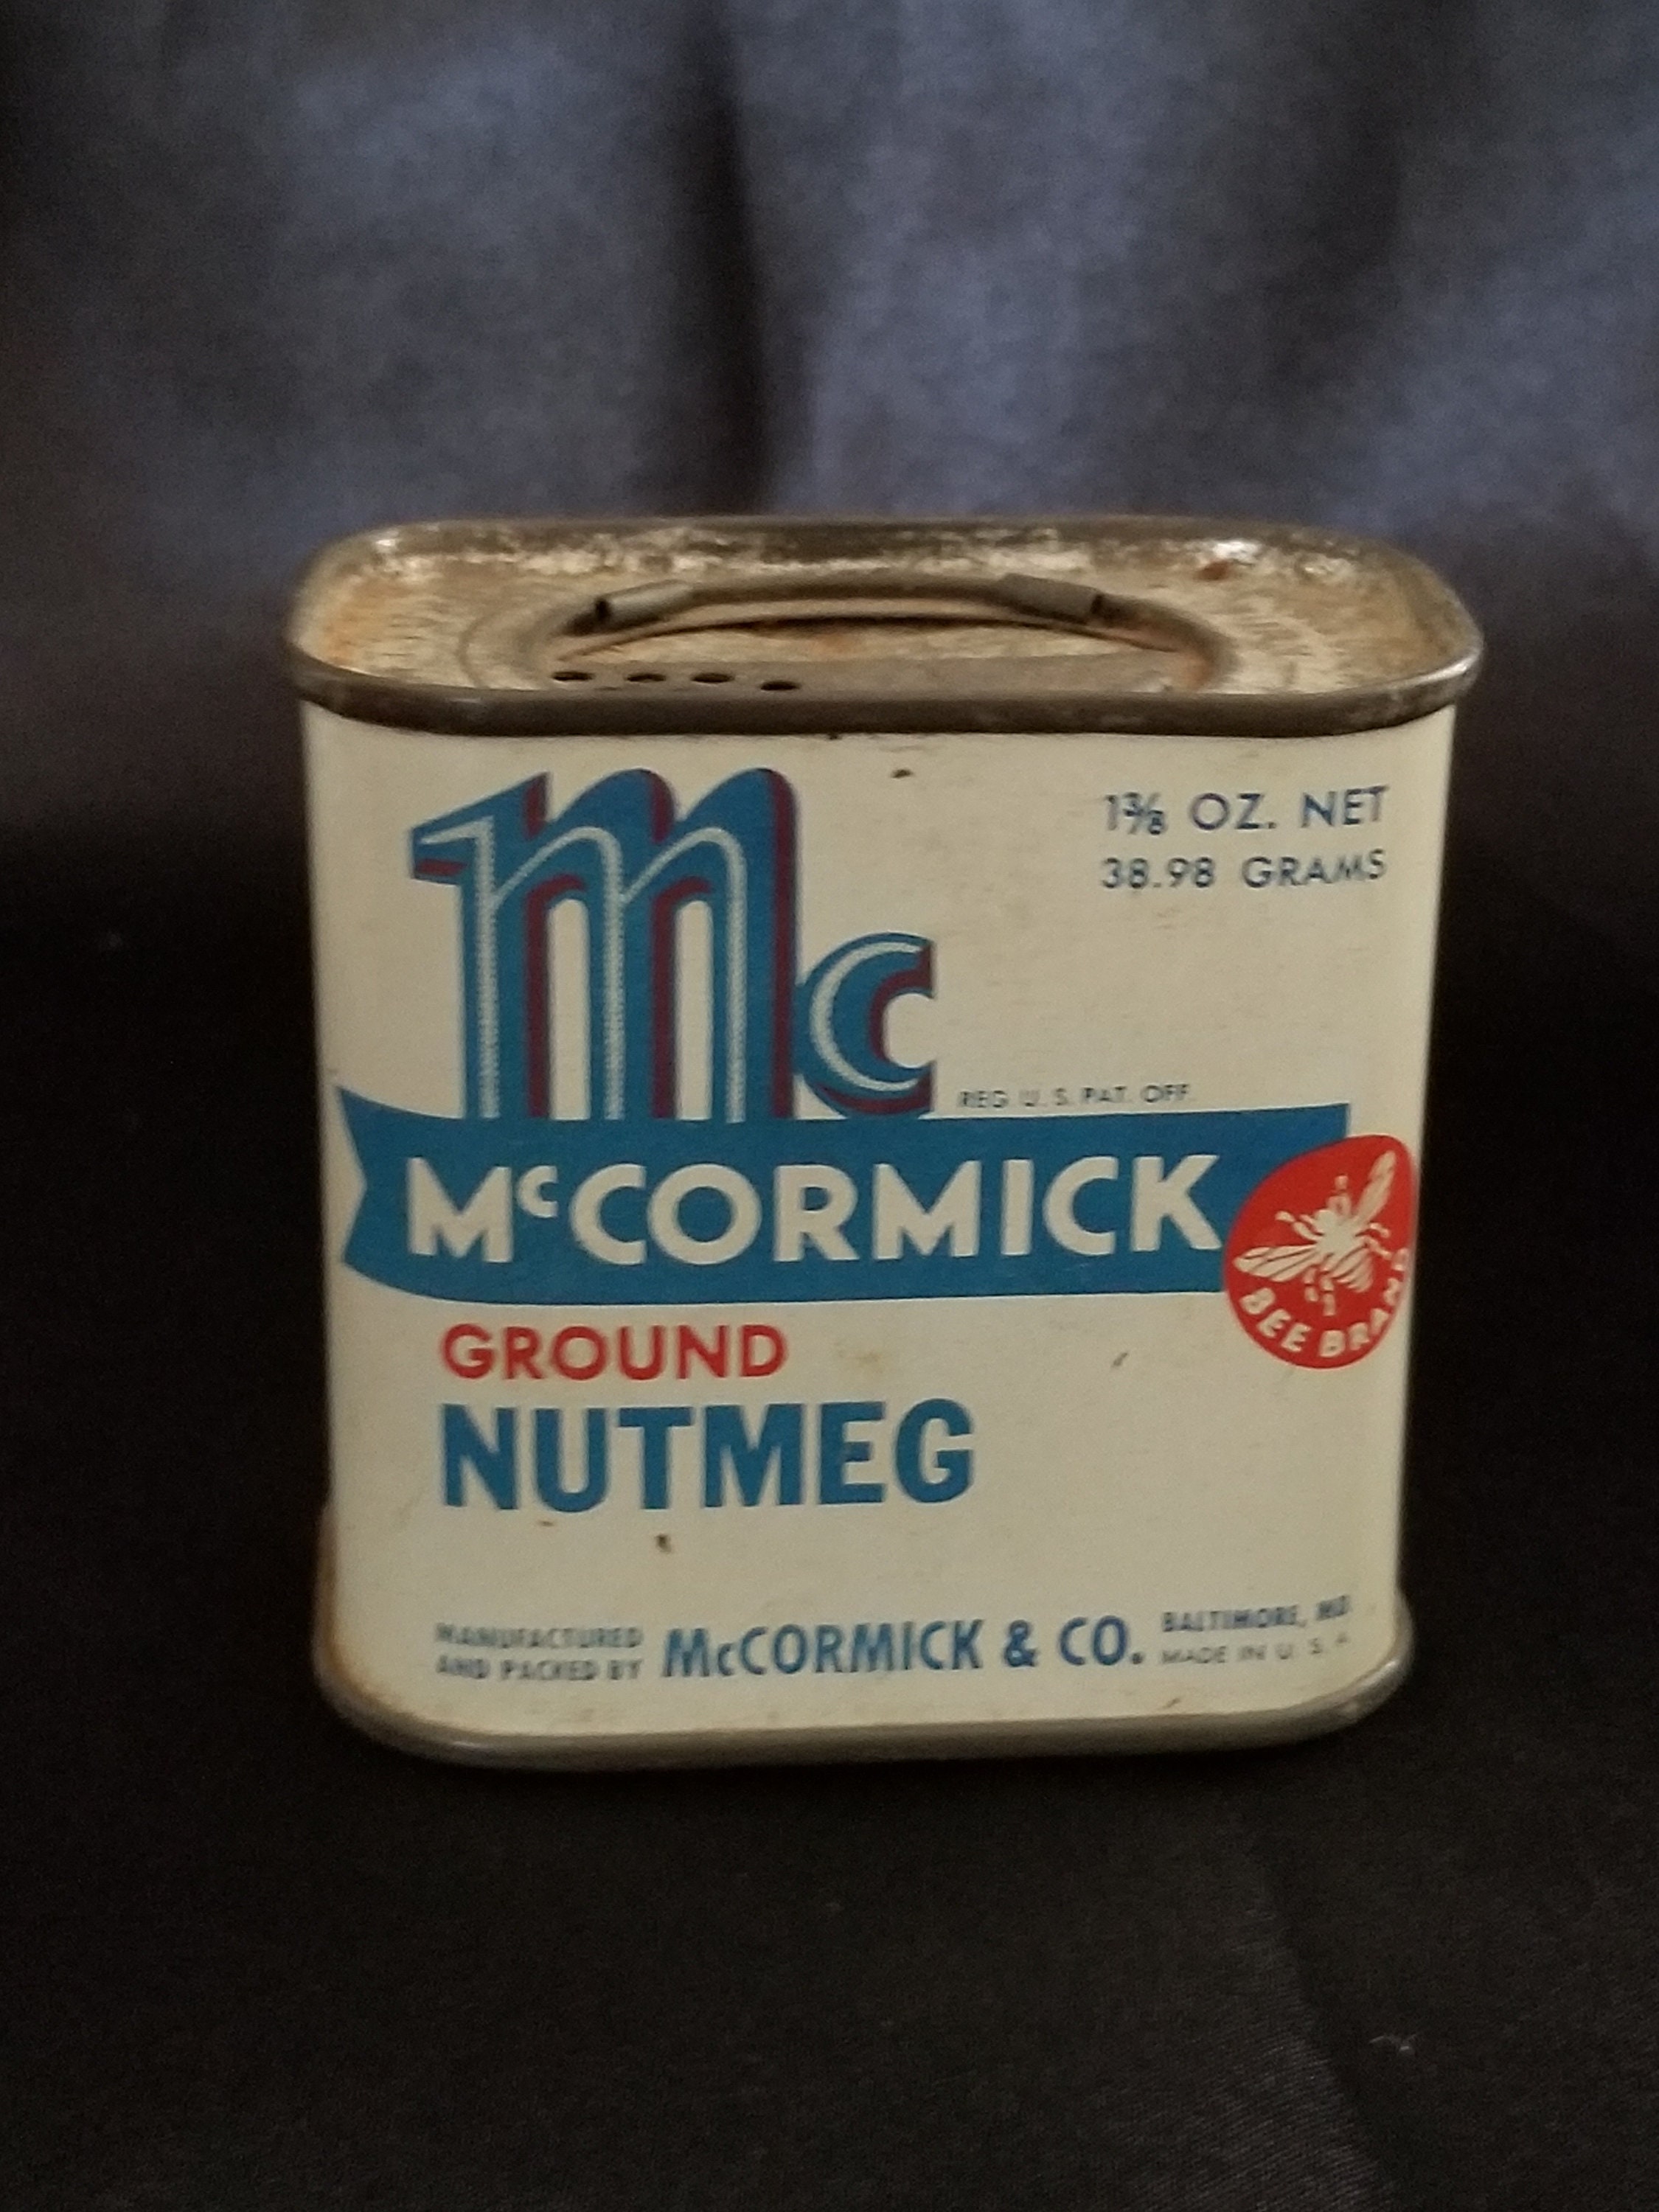 Mc
1⅜ OZ. NET
38.98 GRAMS
REG U.S. PAT. OFF.
McCORMICK
BEE BRAND
GROUND
NUTMEG
MANUFACTURED
AND PACKED BY
McCORMICK & CO.
BALTIMORE, MD.
MADE IN U.S.A.